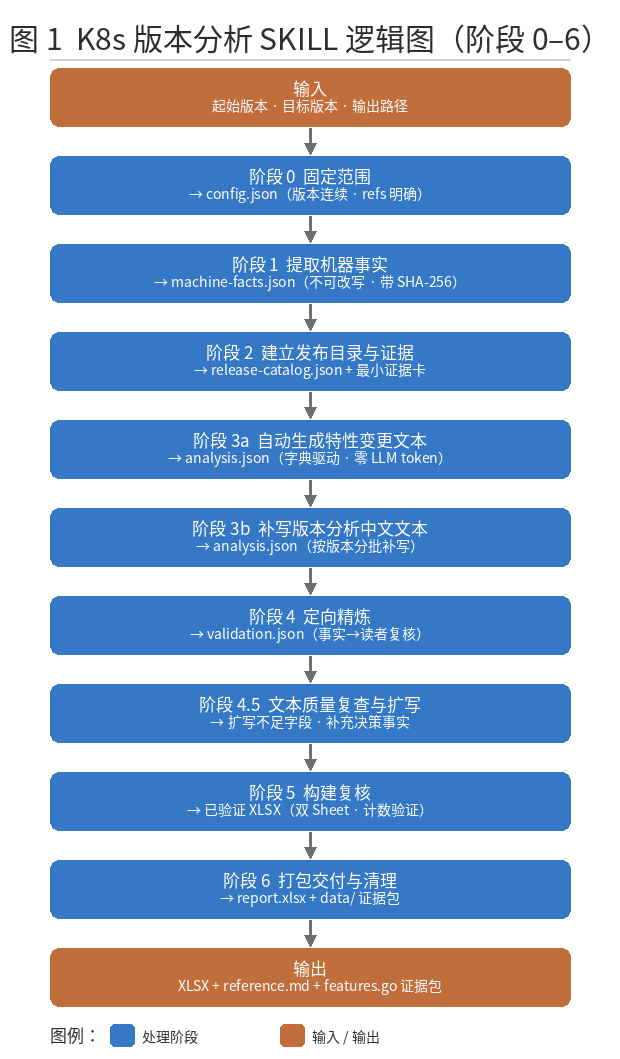 图 1 K8s 版本分析 SKILL 逻辑图（阶段 0–6）
输入
起始版本 · 目标版本 · 输出路径
阶段 0 固定范围
→ config.json（版本连续 · refs 明确）
阶段 1 提取机器事实
→ machine-facts.json（不可改写 · 带 SHA-256）
阶段 2 建立发布目录与证据
→ release-catalog.json + 最小证据卡
阶段 3a 自动生成特性变更文本
→ analysis.json（字典驱动 · 零 LLM token）
阶段 3b 补写版本分析中文文本
→ analysis.json（按版本分批补写）
阶段 4 定向精炼
→ validation.json（事实→读者复核）
阶段 4.5 文本质量复查与扩写
→ 扩写不足字段 · 补充决策事实
阶段 5 构建复核
→ 已验证 XLSX（双 Sheet · 计数验证）
阶段 6 打包交付与清理
→ report.xlsx + data/ 证据包
输出
XLSX + reference.md + features.go 证据包
图例： 处理阶段 输入 / 输出